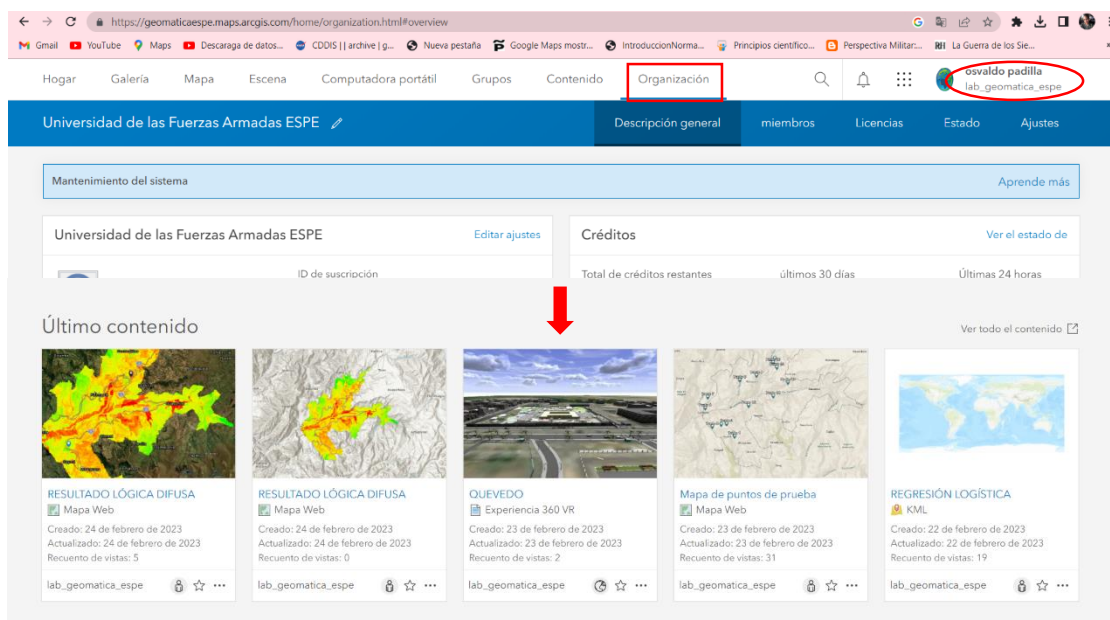 https://geomaticaespe.maps.arcgis.com/home/organization.html#overview
Gmail YouTube Maps Descaraga de datos... CDDIS || archive | g... Nueva pestaña Google Maps mostr... IntroduccionNorma... Principios científico... Perspectiva Militar:... RH La Guerra de los Sie...
Hogar Galería Mapa Escena Computadora portátil Grupos Contenido Organización osvaldo padilla
lab_geomatica_espe
Universidad de las Fuerzas Armadas ESPE Descripción general miembros Licencias Estado Ajustes
Mantenimiento del sistema Aprende más
Universidad de las Fuerzas Armadas ESPE Editar ajustes Créditos Ver el estado de
ID de suscripción Total de créditos restantes últimos 30 días Últimas 24 horas
Último contenido Ver todo el contenido
RESULTADO LÓGICA DIFUSA RESULTADO LÓGICA DIFUSA QUEVEDO Mapa de puntos de prueba REGRESIÓN LOGÍSTICA
Mapa Web Mapa Web Experiencia 360 VR Mapa Web KML
Creado: 24 de febrero de 2023 Creado: 24 de febrero de 2023 Creado: 23 de febrero de 2023 Creado: 23 de febrero de 2023 Creado: 22 de febrero de 2023
Actualizado: 24 de febrero de 2023 Actualizado: 24 de febrero de 2023 Actualizado: 23 de febrero de 2023 Actualizado: 23 de febrero de 2023 Actualizado: 22 de febrero de 2023
Recuento de vistas: 5 Recuento de vistas: 0 Recuento de vistas: 2 Recuento de vistas: 31 Recuento de vistas: 19
lab_geomatica_espe lab_geomatica_espe lab_geomatica_espe lab_geomatica_espe lab_geomatica_espe